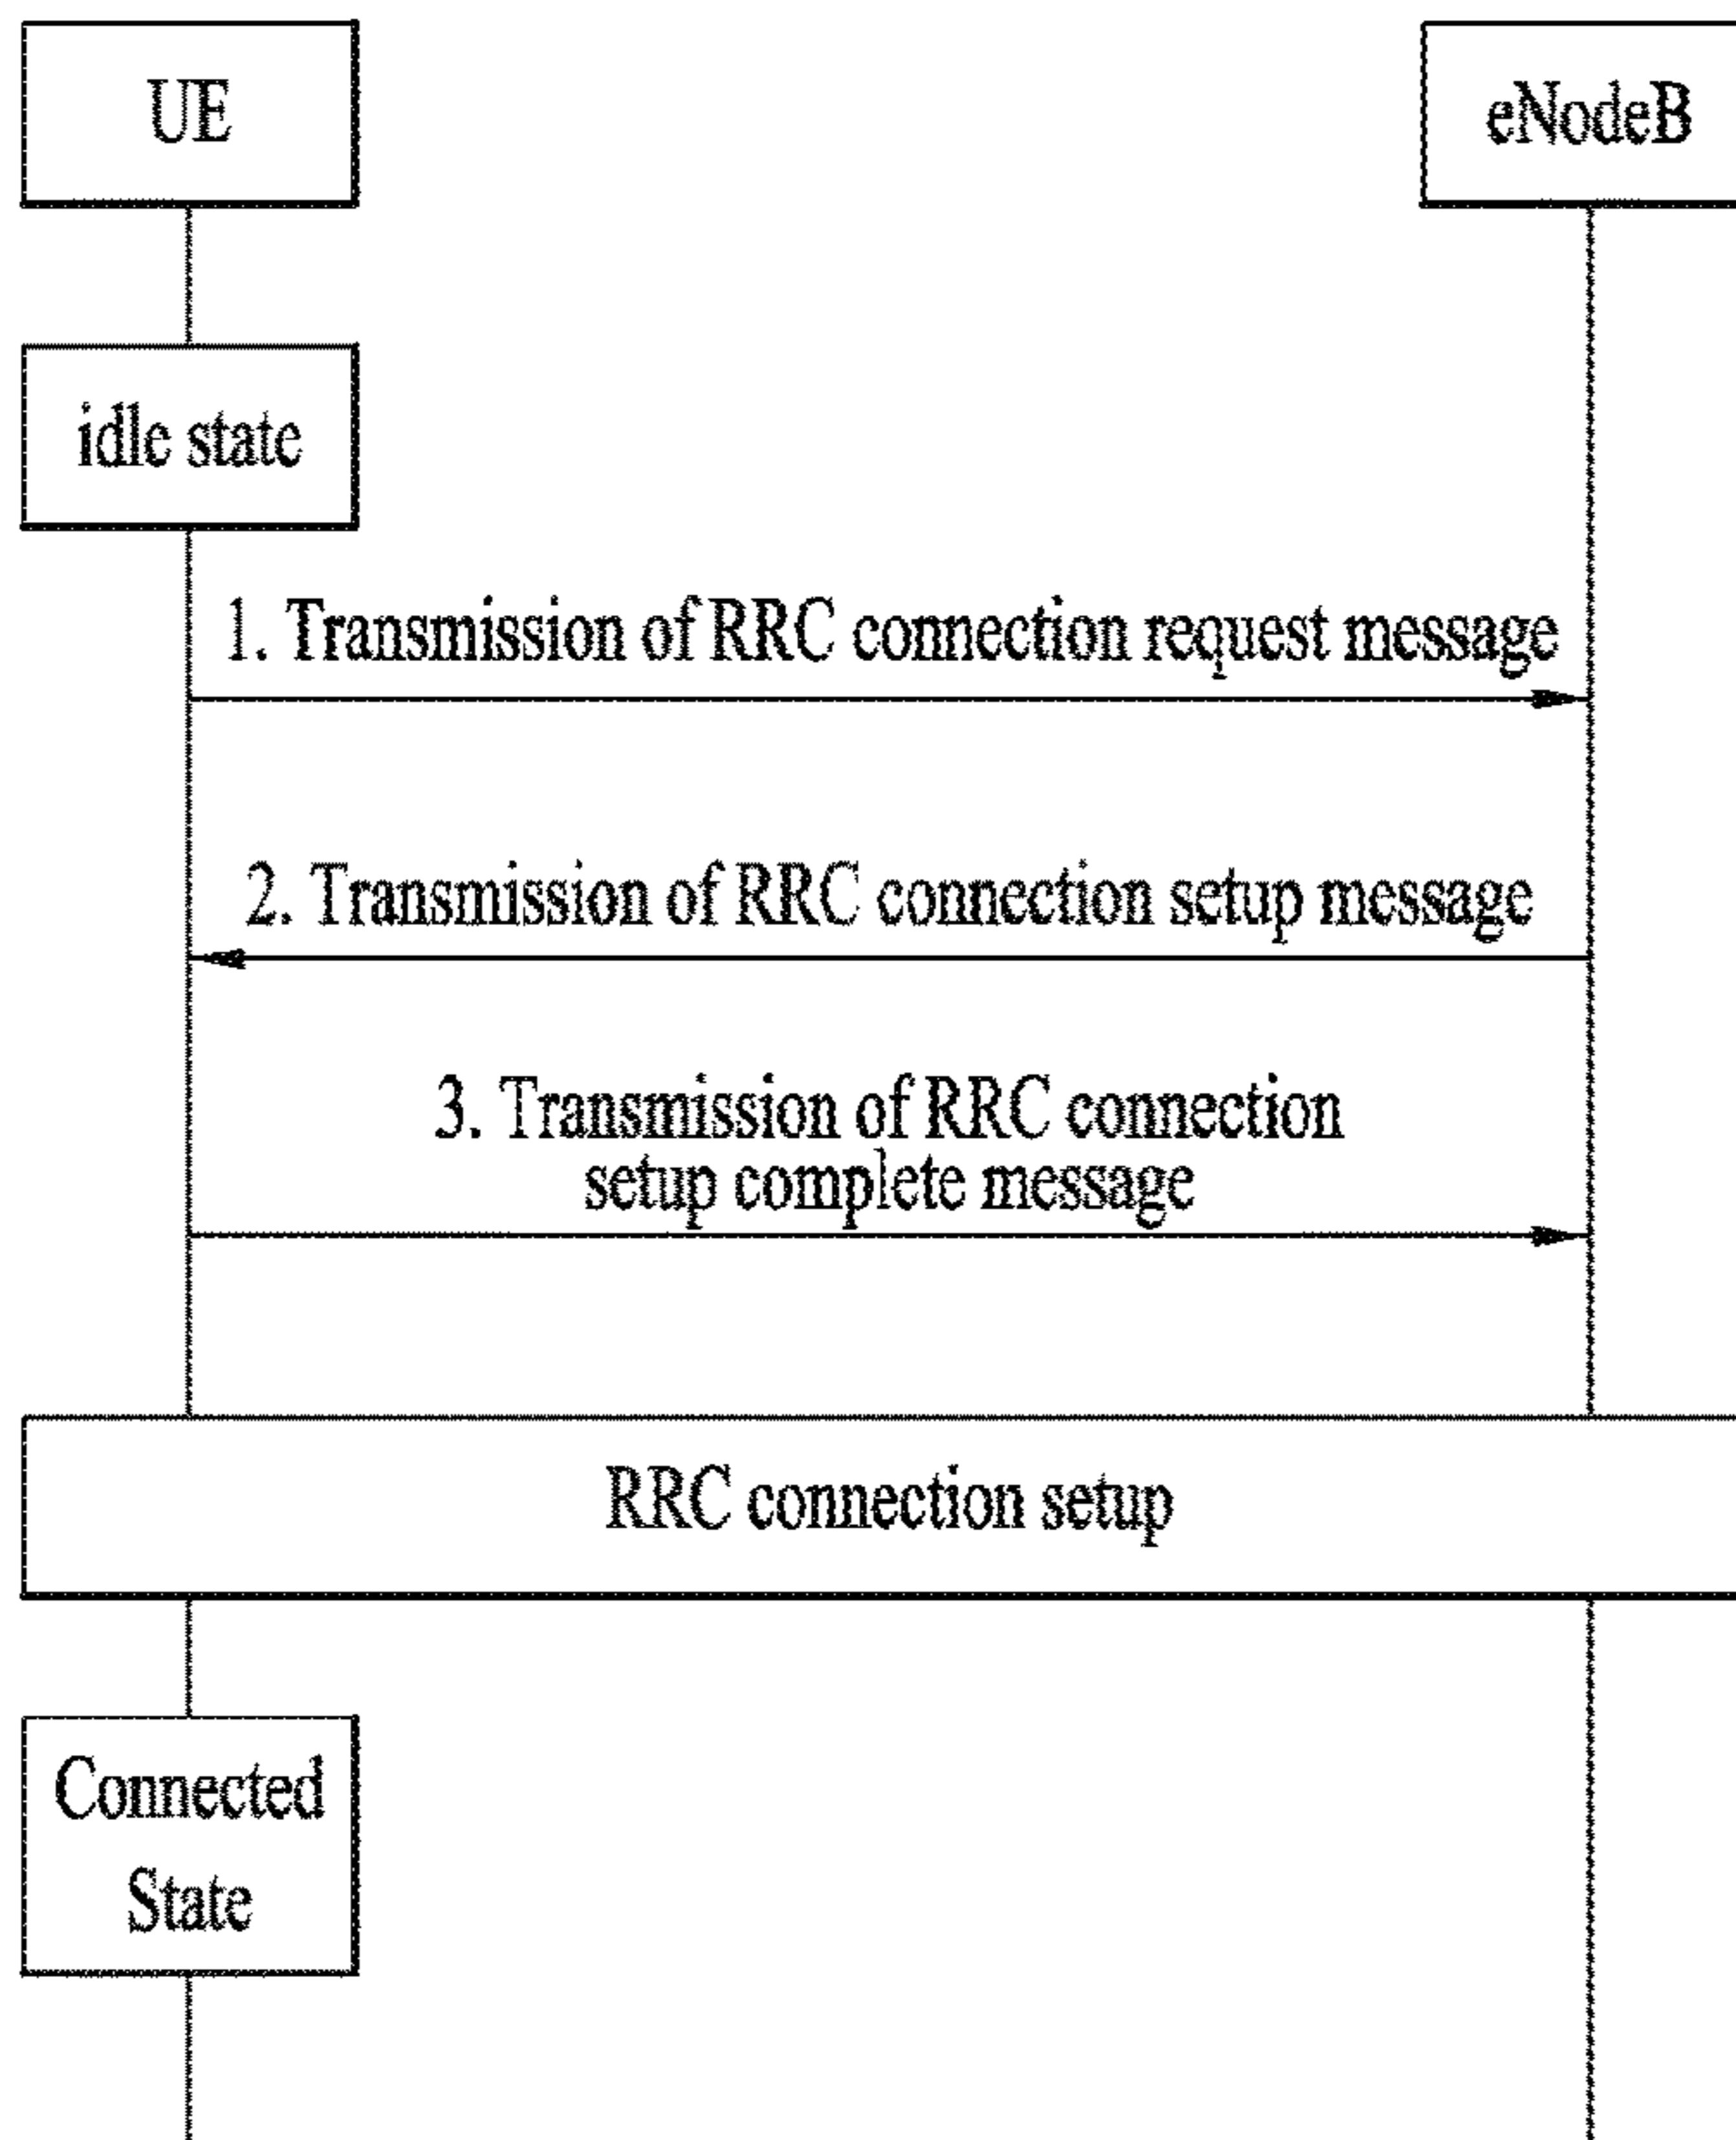 UE
eNodeB
idle state
1. Transmission of RRC connection request message
2. Transmission of RRC connection setup message
3. Transmission of RRC connection
setup complete message
RRC connection setup
Connected
State